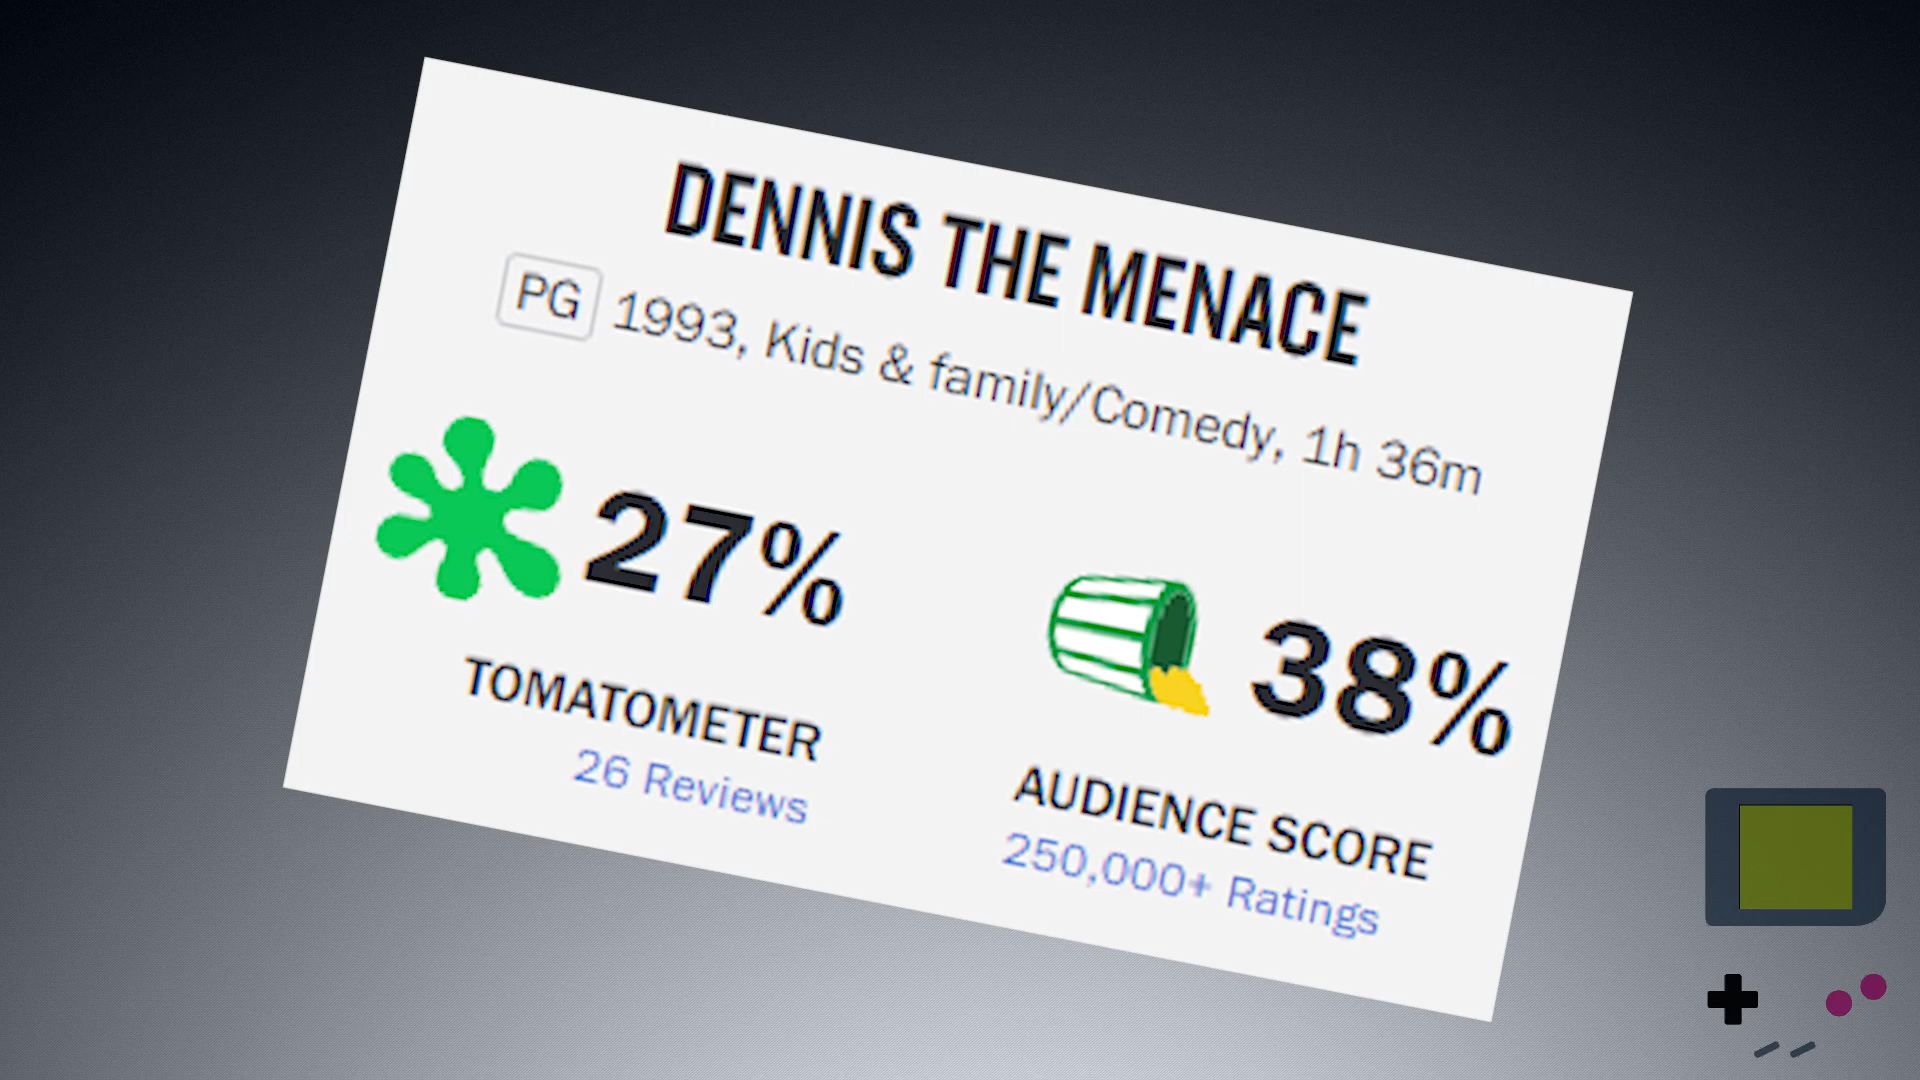 DENNIS THE MENACE
PG 1993, Kids & family/Comedy, 1h 36m
27%
38%
TOMATOMETER
26 Reviews
AUDIENCE SCORE
250,000+ Ratings